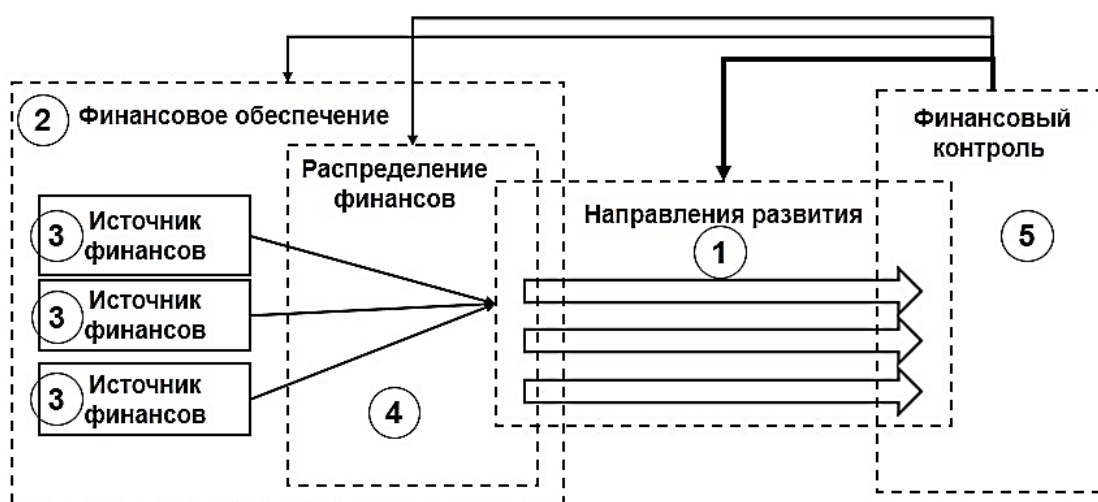 2 Финансовое обеспечение
Финансовый
контроль
Распределение
финансов
Направления развития
1
5
3 Источник
финансов
3 Источник
финансов
3 Источник
финансов
4